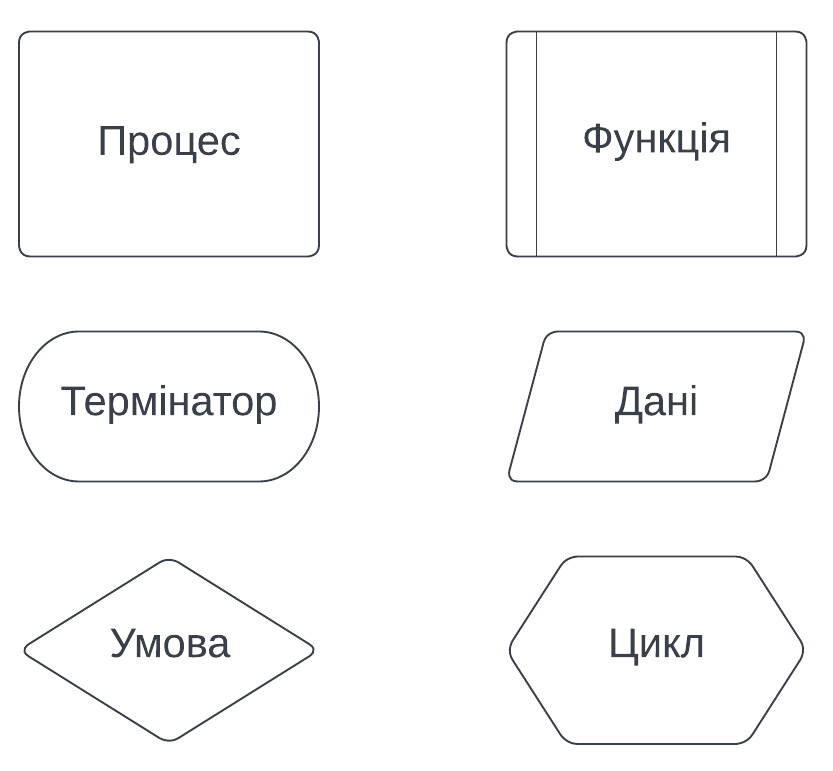 Процес
Функція
Термінатор
Дані
Умова
Цикл